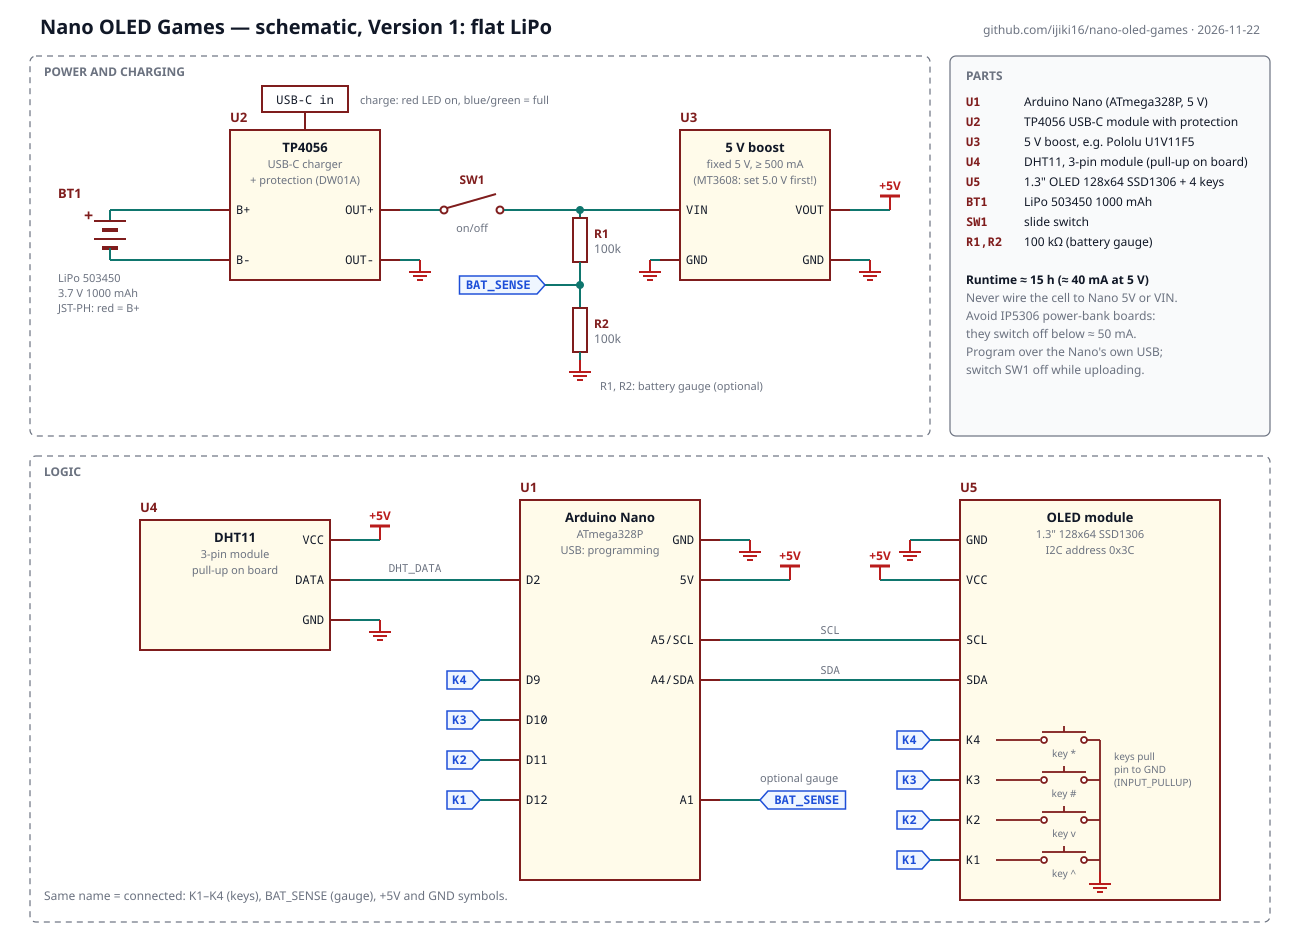 Nano OLED Games — schematic, Version 1: flat LiPo
github.com/ijiki16/nano-oled-games · 2026-11-22
POWER AND CHARGING
USB-C in
charge: red LED on, blue/green = full
U2
TP4056
USB-C charger
+ protection (DW01A)
B+
OUT+
B-
OUT-
BT1
+
LiPo 503450
3.7 V 1000 mAh
JST-PH: red = B+
SW1
on/off
R1
100k
BAT_SENSE
R2
100k
R1, R2: battery gauge (optional)
U3
5 V boost
fixed 5 V, ≥ 500 mA
(MT3608: set 5.0 V first!)
VIN
VOUT
GND
GND
+5V
PARTS
U1 Arduino Nano (ATmega328P, 5 V)
U2 TP4056 USB-C module with protection
U3 5 V boost, e.g. Pololu U1V11F5
U4 DHT11, 3-pin module (pull-up on board)
U5 1.3" OLED 128x64 SSD1306 + 4 keys
BT1 LiPo 503450 1000 mAh
SW1 slide switch
R1,R2 100 kΩ (battery gauge)
Runtime ≈ 15 h (≈ 40 mA at 5 V)
Never wire the cell to Nano 5V or VIN.
Avoid IP5306 power-bank boards:
they switch off below ≈ 50 mA.
Program over the Nano's own USB;
switch SW1 off while uploading.
LOGIC
U4
DHT11
3-pin module
pull-up on board
VCC
DATA
GND
+5V
DHT_DATA
U1
Arduino Nano
ATmega328P
USB: programming
GND
D2
5V
A5/SCL
A4/SDA
K4
D9
K3
D10
K2
D11
K1
D12
A1
+5V
SCL
SDA
optional gauge
BAT_SENSE
+5V
U5
OLED module
1.3" 128x64 SSD1306
I2C address 0x3C
GND
VCC
SCL
SDA
K4
K4
key *
K3
K3
key #
K2
K2
key v
K1
K1
key ^
keys pull
pin to GND
(INPUT_PULLUP)
Same name = connected: K1–K4 (keys), BAT_SENSE (gauge), +5V and GND symbols.